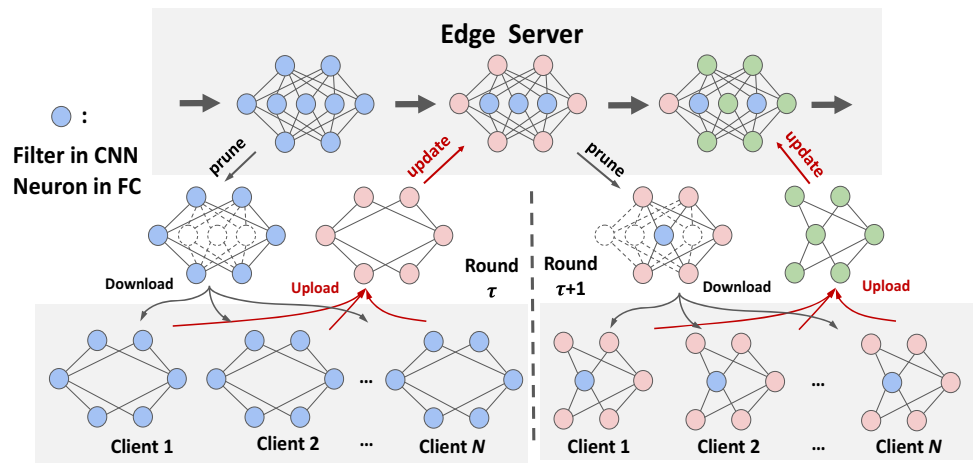 Edge Server
:
Filter in CNN
Neuron in FC
prune
update
prune
update
Download
Upload
Round
τ
Round
τ+1
Download
Upload
...
...
Client 1
Client 2
...
Client N
Client 1
Client 2
...
Client N